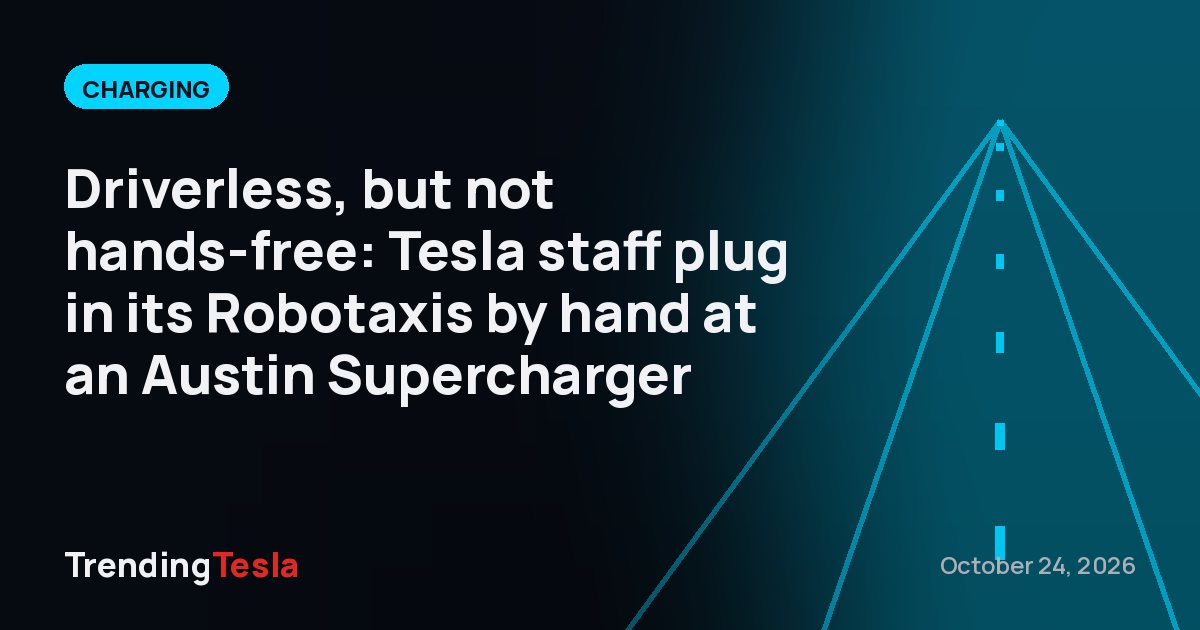 CHARGING
Driverless, but not
hands-free: Tesla staff plug
in its Robotaxis by hand at
an Austin Supercharger
TrendingTesla
October 24, 2026